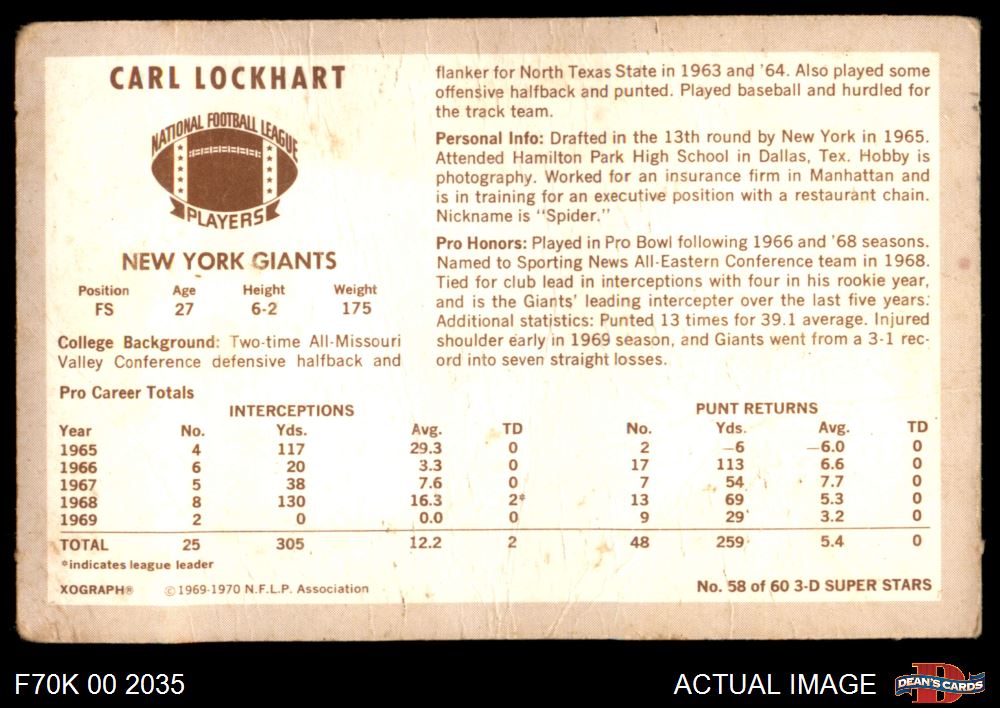 CARL LOCKHART
NATIONAL FOOTBALL LEAGUE
PLAYERS
NEW YORK GIANTS
Position Age Height Weight
FS 27 6-2 175
College Background: Two-time All-Missouri
Valley Conference defensive halfback and
flanker for North Texas State in 1963 and '64. Also played some
offensive halfback and punted. Played baseball and hurdled for
the track team.
Personal Info: Drafted in the 13th round by New York in 1965.
Attended Hamilton Park High School in Dallas, Tex. Hobby is
photography. Worked for an insurance firm in Manhattan and
is in training for an executive position with a restaurant chain.
Nickname is "Spider."
Pro Honors: Played in Pro Bowl following 1966 and '68 seasons.
Named to Sporting News All-Eastern Conference team in 1968.
Tied for club lead in interceptions with four in his rookie year,
and is the Giants' leading intercepter over the last five years.
Additional statistics: Punted 13 times for 39.1 average. Injured
shoulder early in 1969 season, and Giants went from a 3-1 rec-
ord into seven straight losses.
Pro Career Totals
INTERCEPTIONS PUNT RETURNS
Year No. Yds. Avg. TD No. Yds. Avg. TD
1965 4 117 29.3 0 2 —6 —6.0 0
1966 6 20 3.3 0 17 113 6.6 0
1967 5 38 7.6 0 7 54 7.7 0
1968 8 130 16.3 2* 13 69 5.3 0
1969 2 0 0.0 0 9 29 3.2 0
TOTAL 25 305 12.2 2 48 259 5.4 0
*indicates league leader
XOGRAPH® ©1969-1970 N.F.L.P. Association No. 58 of 60 3-D SUPER STARS
F70K 00 2035 ACTUAL IMAGE DEAN'S CARDS